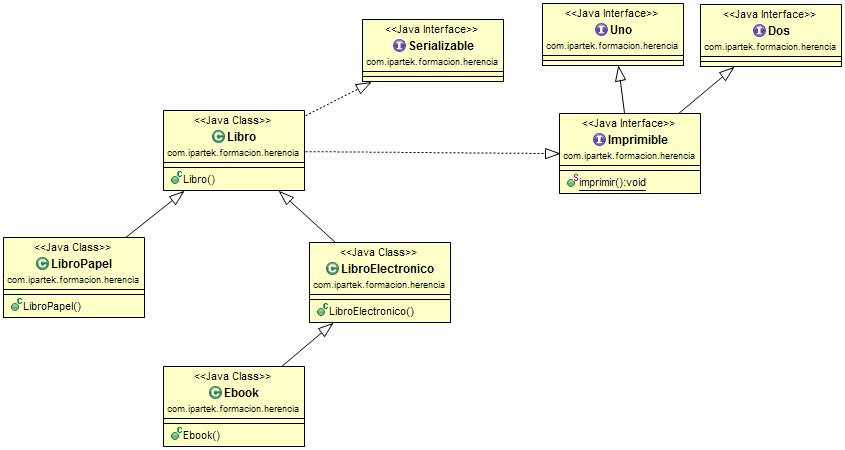 <<Java Interface>>
Serializable
com.ipartek.formacion.herencia
<<Java Interface>>
Uno
com.ipartek.formacion.herencia
<<Java Interface>>
Dos
com.ipartek.formacion.herencia
<<Java Class>>
Libro
com.ipartek.formacion.herencia
Libro()
<<Java Interface>>
Imprimible
com.ipartek.formacion.herencia
imprimir():void
<<Java Class>>
LibroPapel
com.ipartek.formacion.herencia
LibroPapel()
<<Java Class>>
LibroElectronico
com.ipartek.formacion.herencia
LibroElectronico()
<<Java Class>>
Ebook
com.ipartek.formacion.herencia
Ebook()